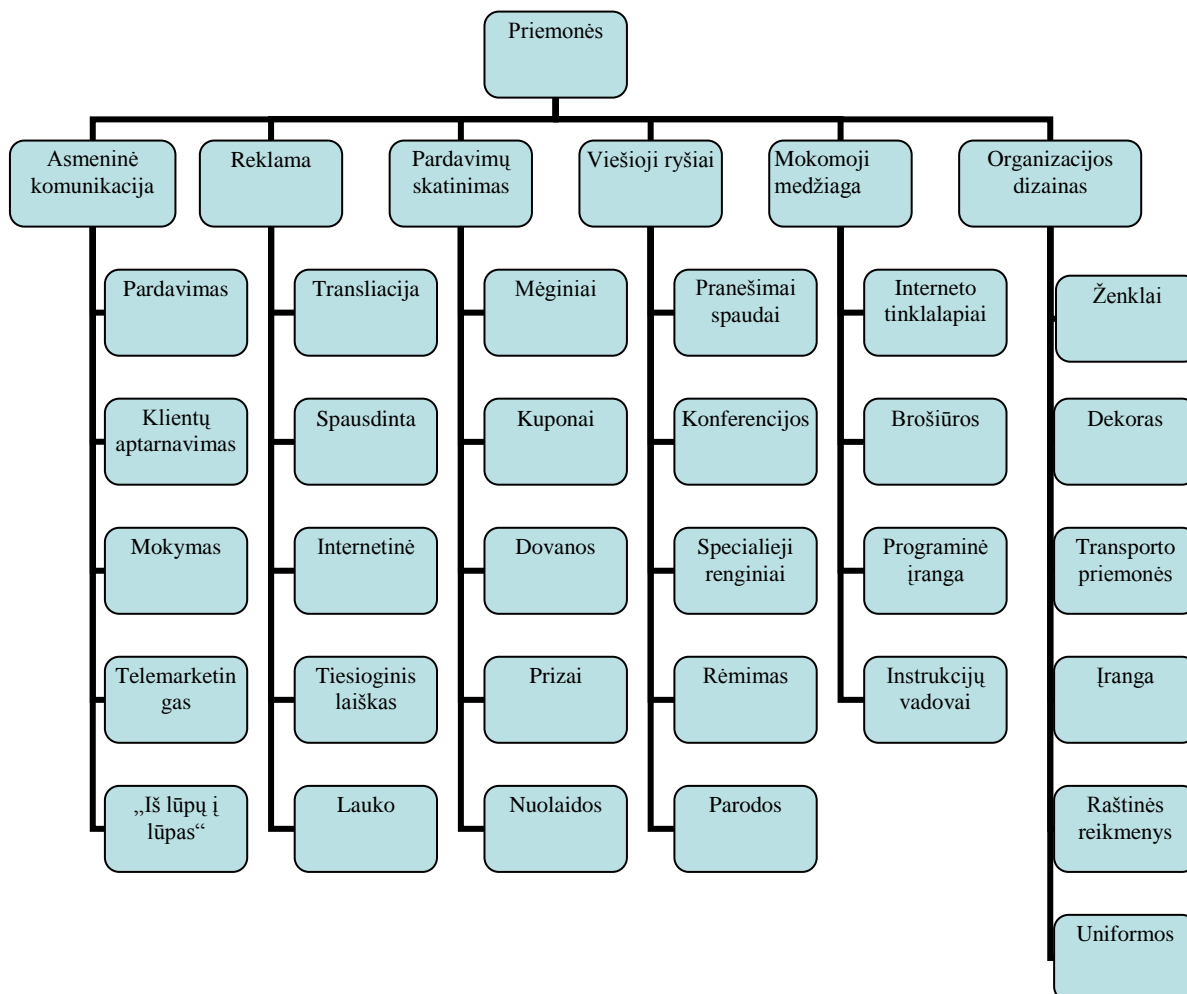 Priemonės
Asmeninė
komunikacija
Reklama
Pardavimų
skatinimas
Viešioji ryšiai
Mokomoji
medžiaga
Organizacijos
dizainas
Pardavimas
Transliacija
Mėginiai
Pranešimai
spaudai
Interneto
tinklalapiai
Ženklai
Klientų
aptarnavimas
Spausdinta
Kuponai
Konferencijos
Brošiūros
Dekoras
Mokymas
Internetinė
Dovanos
Specialieji
renginiai
Programinė
įranga
Transporto
priemonės
Telemarketin
gas
Tiesioginis
laiškas
Prizai
Rėmimas
Instrukcijų
vadovai
Įranga
„Iš lūpų į
lūpas“
Lauko
Nuolaidos
Parodos
Raštinės
reikmenys
Uniformos